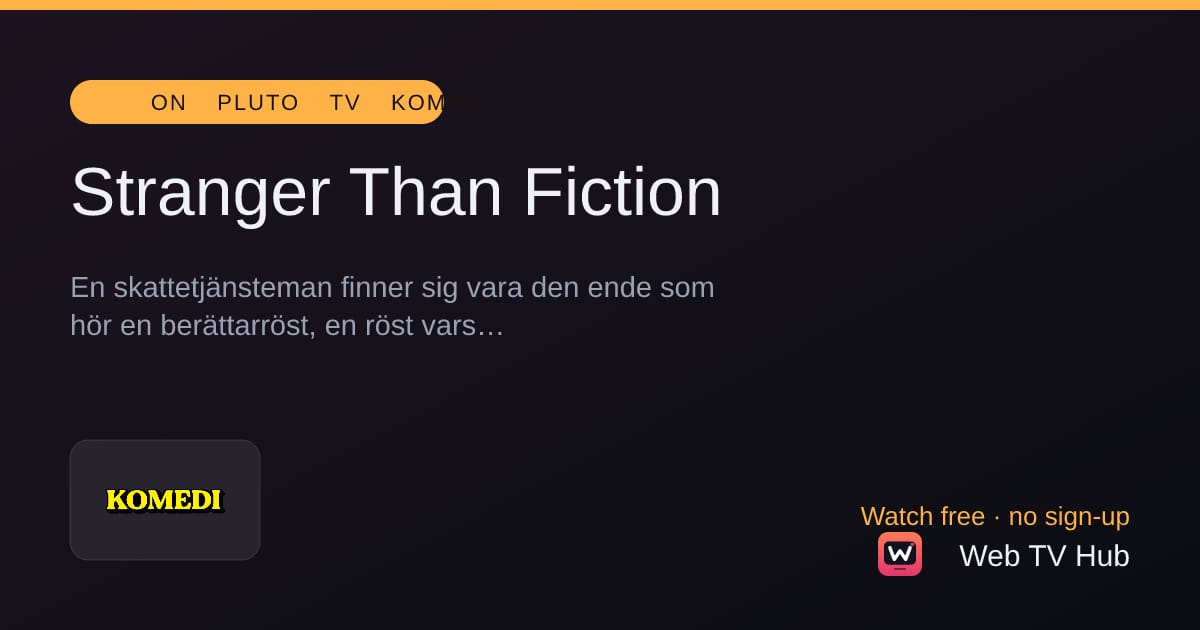 ON PLUTO TV KOM
Stranger Than Fiction
En skattetjänsteman finner sig vara den ende som
hör en berättarröst, en röst vars…
KOMEDI
Watch free · no sign-up
W
Web TV Hub